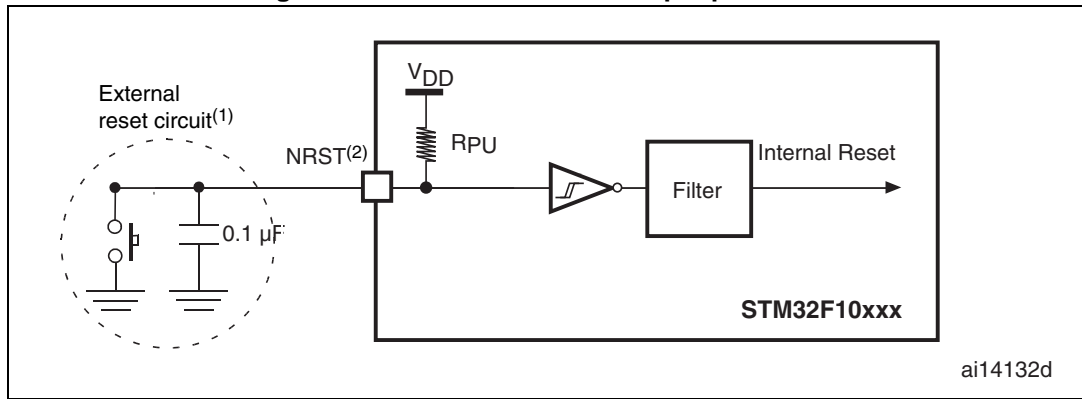 External
reset circuit(1)
NRST(2)
VDD
RPU
0.1 µF
Filter
Internal Reset
STM32F10xxx
ai14132d